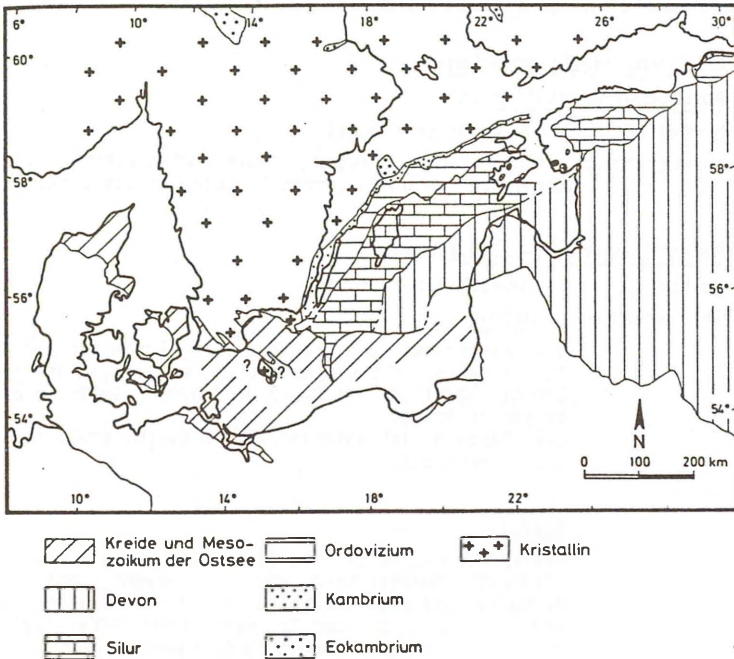 6° 10° 14° 18° 22° 26° 30°
60° 60°
58° 58°
56° 56°
54° 54°
? ?
N
0 100 200 km
10° 14° 18° 22°
Kreide und Meso-
zoikum der Ostsee
Ordovizium
Kristallin
Devon
Kambrium
Silur
Eokambrium